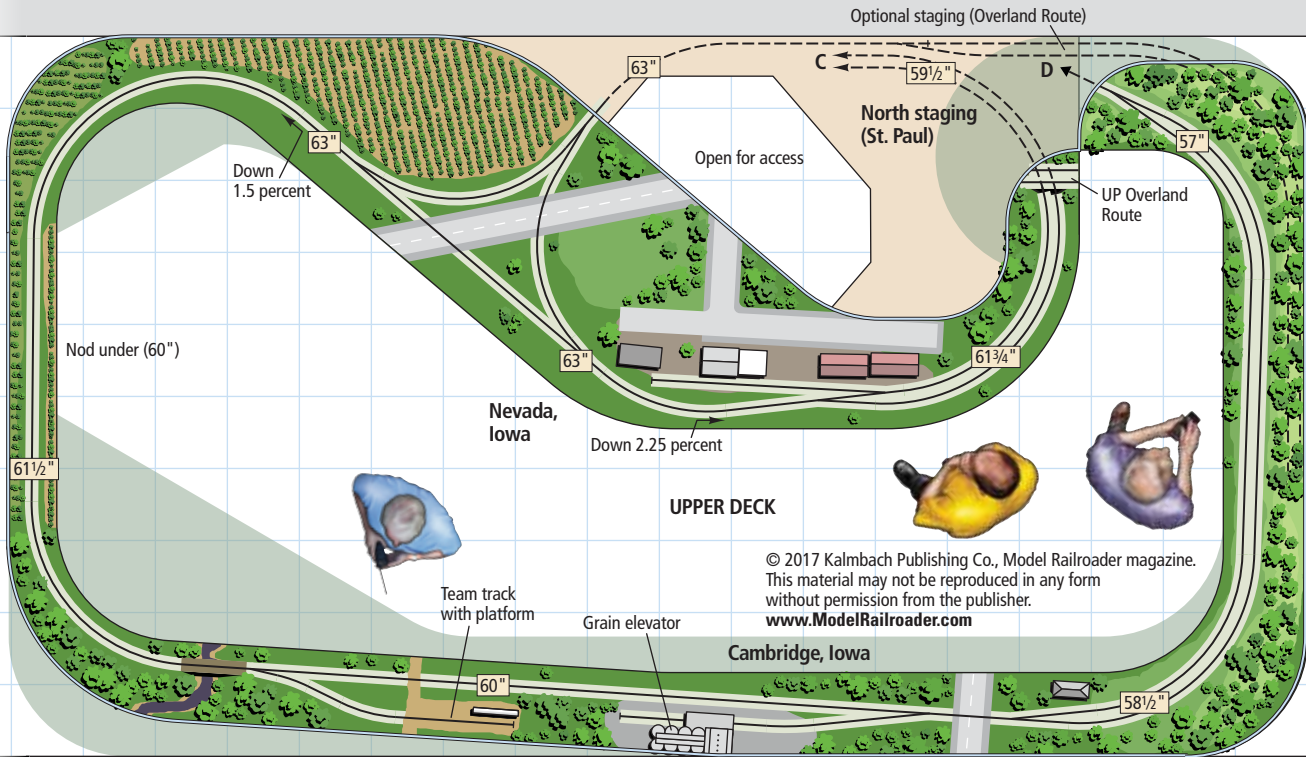 Optional staging (Overland Route)
63"
C
59½"
D
North staging
(St. Paul)
57"
63"
Open for access
Down
1.5 percent
UP Overland
Route
Nod under (60")
63"
61¾"
Nevada,
Iowa
Down 2.25 percent
61½"
UPPER DECK
© 2017 Kalmbach Publishing Co., Model Railroader magazine.
This material may not be reproduced in any form
without permission from the publisher.
www.ModelRailroader.com
Team track
with platform
Grain elevator
Cambridge, Iowa
60"
58½"